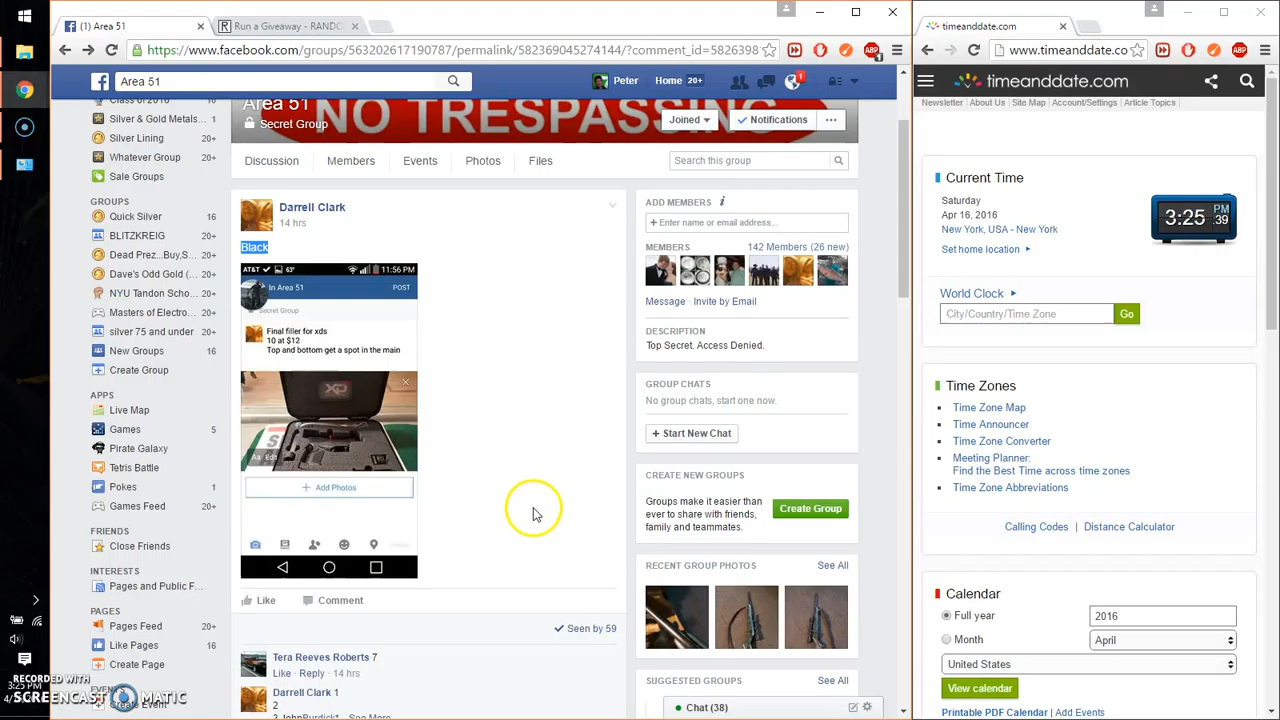 (1) Area 51
Run a Giveaway - RANDO
https://www.facebook.com/groups/563202617190787/permalink/582369045274144/?comment_id=5826398
Area 51
Peter
Home 20+
1
Class of 2016
Silver & Gold Metals... 1
Silver Lining 20+
Whatever Group 20+
Sale Groups
GROUPS
Quick Silver 16
BLITZKREIG 20+
Dead Prez...Buy,S... 20+
Dave's Odd Gold (... 20+
NYU Tandon Scho... 20+
Masters of Electro... 20+
silver 75 and under 20+
New Groups 16
Create Group
APPS
Live Map
Games 5
Pirate Galaxy
Tetris Battle
Pokes 1
Games Feed 20+
FRIENDS
Close Friends
INTERESTS
Pages and Public F...
PAGES
Pages Feed 20+
Like Pages 16
Create Page
Create Event
3:25 PM
RECORDED WITH
SCREENCAST MATIC
Area 51
Secret Group
NO TRESPASSING
Joined
Notifications
Discussion
Members
Events
Photos
Files
Search this group
Darrell Clark
14 hrs
Black
AT&T 63° 11:56 PM
In Area 51 POST
Secret Group
Final filler for xds
10 at $12
Top and bottom get a spot in the main
XD
Aa Edit
+ Add Photos
Like Comment
Seen by 59
Tera Reeves Roberts 7
Like · Reply · 14 hrs
Darrell Clark 1
2
ADD MEMBERS
+ Enter name or email address...
MEMBERS 142 Members (26 new)
Message · Invite by Email
DESCRIPTION
Top Secret. Access Denied.
GROUP CHATS
No group chats, start one now.
+ Start New Chat
CREATE NEW GROUPS
Groups make it easier than
ever to share with friends,
family and teammates.
Create Group
RECENT GROUP PHOTOS See All
SUGGESTED GROUPS See All
Chat (38)
timeanddate.com
www.timeanddate.co
timeanddate.com
Newsletter About Us Site Map Account/Settings Article Topics
Current Time
Saturday
Apr 16, 2016
New York, USA - New York
Set home location
3:25 PM 39
World Clock
City/Country/Time Zone
Go
Time Zones
Time Zone Map
Time Announcer
Time Zone Converter
Meeting Planner:
Find the Best Time across time zones
Time Zone Abbreviations
Calling Codes | Distance Calculator
Calendar
Full year 2016
Month April
United States
View calendar
Printable PDF Calendar | Add Events